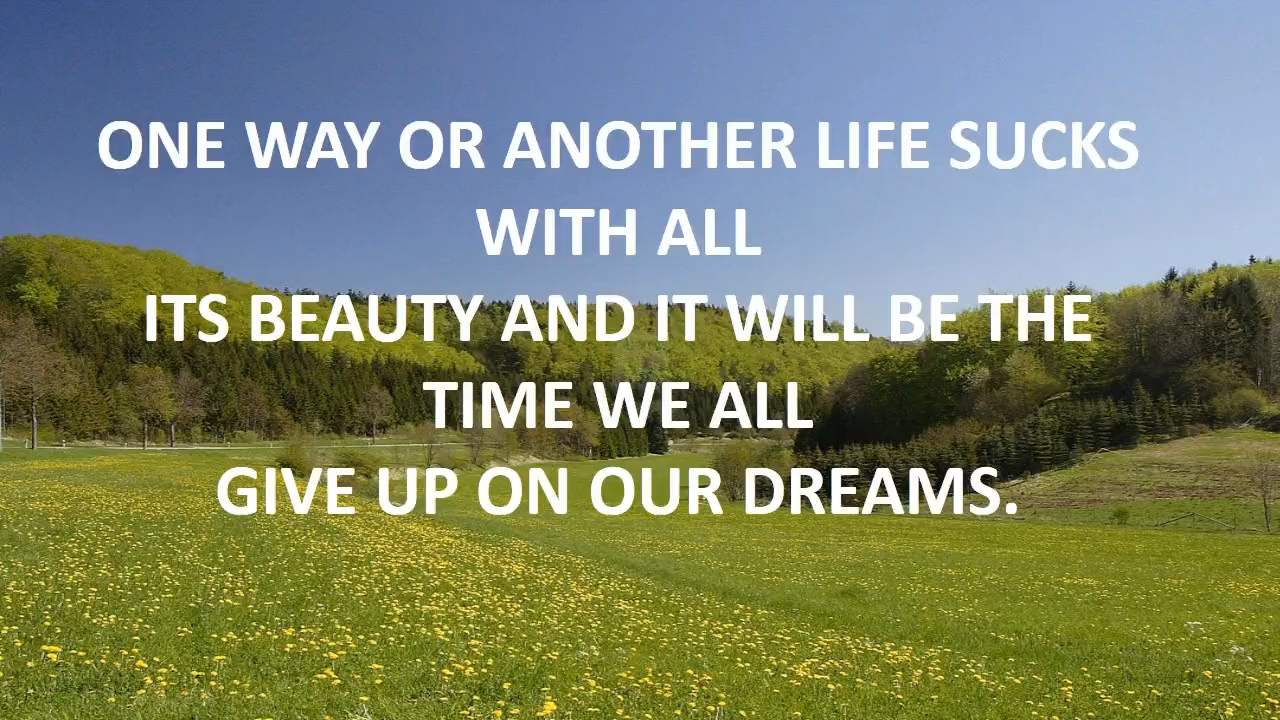 ONE WAY OR ANOTHER LIFE SUCKS
WITH ALL
ITS BEAUTY AND IT WILL BE THE
TIME WE ALL
GIVE UP ON OUR DREAMS.